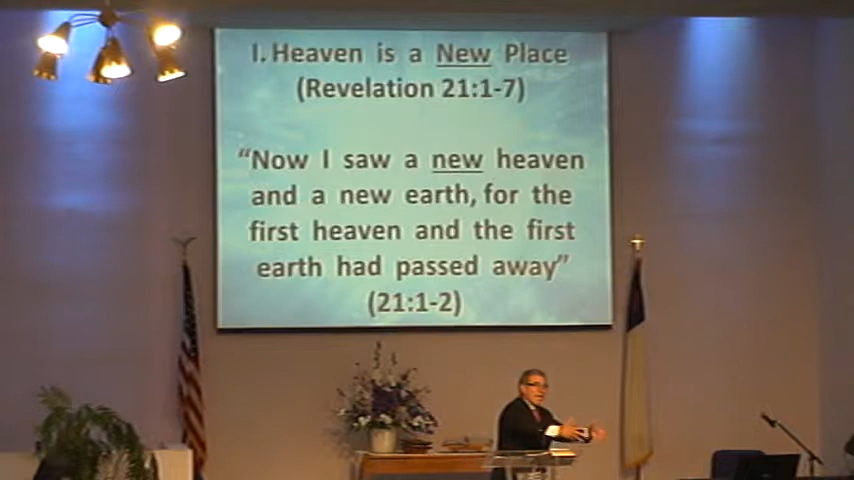 I. Heaven is a New Place
(Revelation 21:1-7)
“Now I saw a new heaven
and a new earth, for the
first heaven and the first
earth had passed away”
(21:1-2)